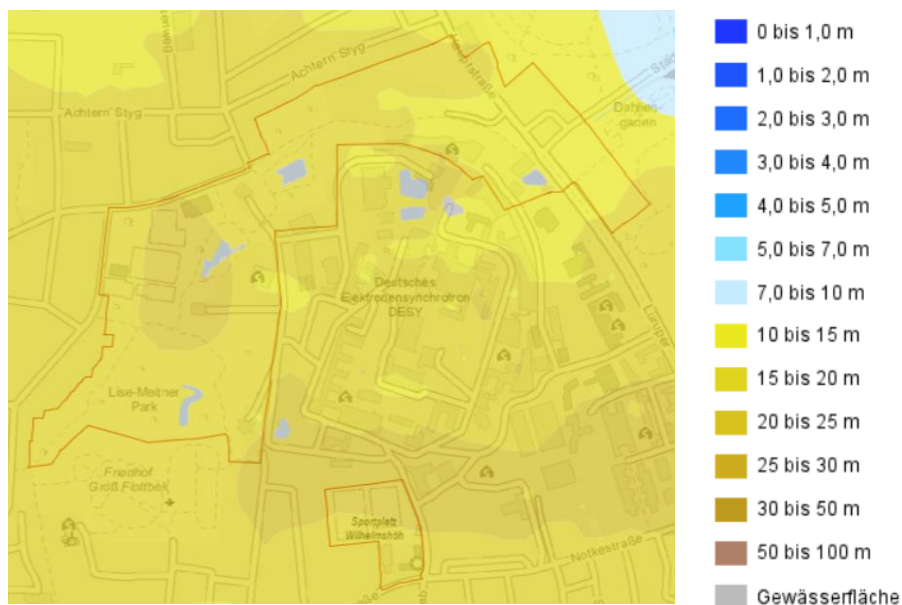 Achtern Styg
Hauptstraße
Achtern Styg
Dahlien-
garten
Deutsches
Elektronensynchrotron
DESY
Luruper
Lise-Meitner
Park
Friedhof
Groß Flottbek
Sportplatz
Wilhelmshöh
Notkestraße
0 bis 1,0 m
1,0 bis 2,0 m
2,0 bis 3,0 m
3,0 bis 4,0 m
4,0 bis 5,0 m
5,0 bis 7,0 m
7,0 bis 10 m
10 bis 15 m
15 bis 20 m
20 bis 25 m
25 bis 30 m
30 bis 50 m
50 bis 100 m
Gewässerfläche